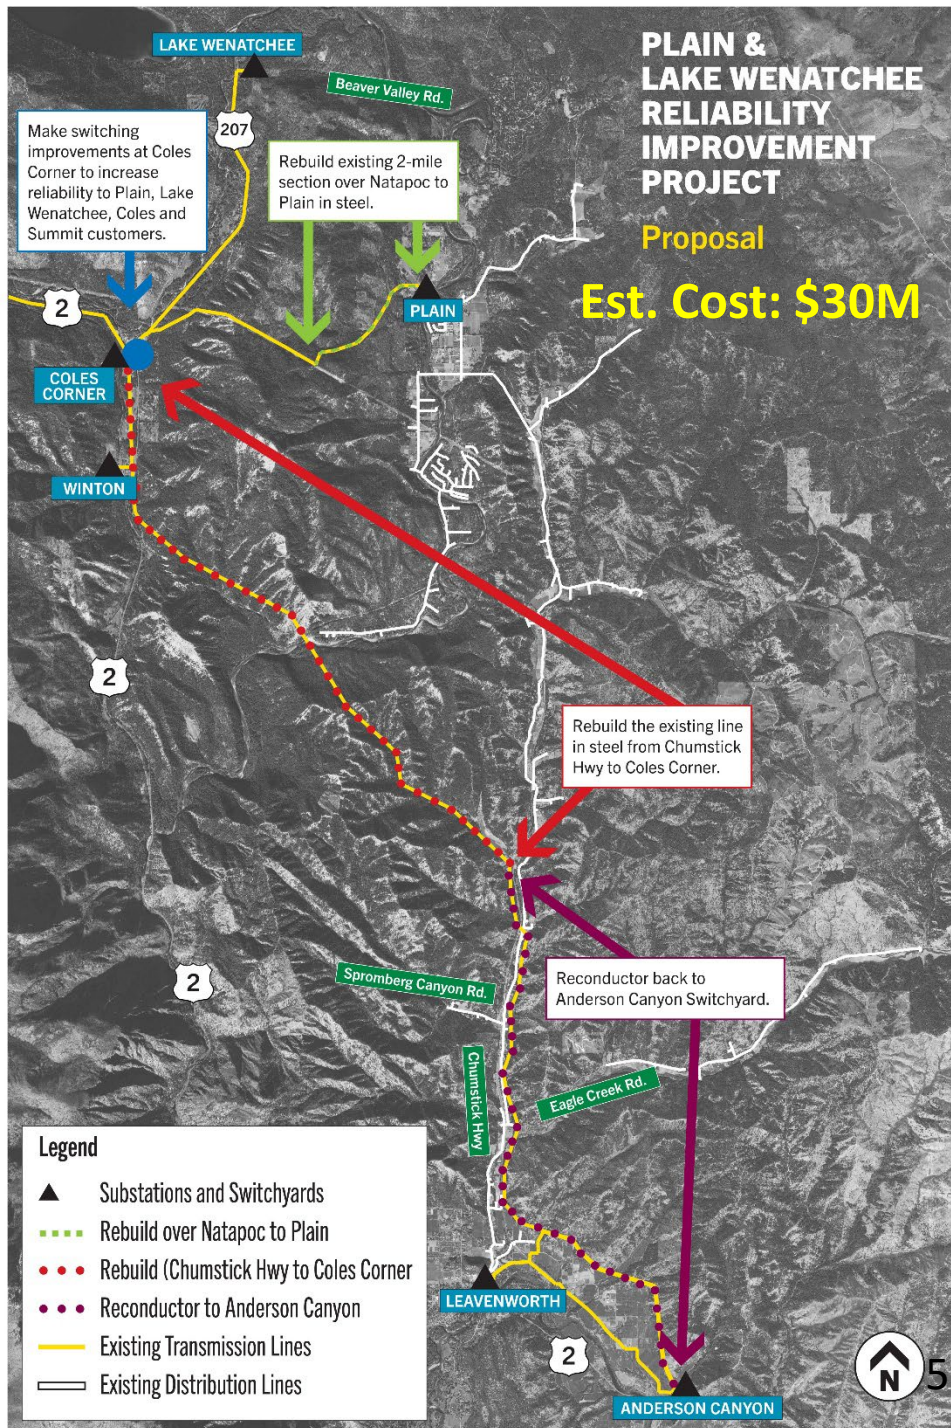 PLAIN &
LAKE WENATCHEE
RELIABILITY
IMPROVEMENT
PROJECT
Proposal
Est. Cost: $30M
LAKE WENATCHEE
Beaver Valley Rd.
207
Make switching
improvements at Coles
Corner to increase
reliability to Plain, Lake
Wenatchee, Coles and
Summit customers.
Rebuild existing 2-mile
section over Natapoc to
Plain in steel.
2
PLAIN
COLES
CORNER
WINTON
2
Rebuild the existing line
in steel from Chumstick
Hwy to Coles Corner.
2
Spromberg Canyon Rd.
Reconductor back to
Anderson Canyon Switchyard.
Chumstick Hwy
Eagle Creek Rd.
Legend
Substations and Switchyards
Rebuild over Natapoc to Plain
Rebuild (Chumstick Hwy to Coles Corner
Reconductor to Anderson Canyon
Existing Transmission Lines
Existing Distribution Lines
LEAVENWORTH
2
ANDERSON CANYON
N
5